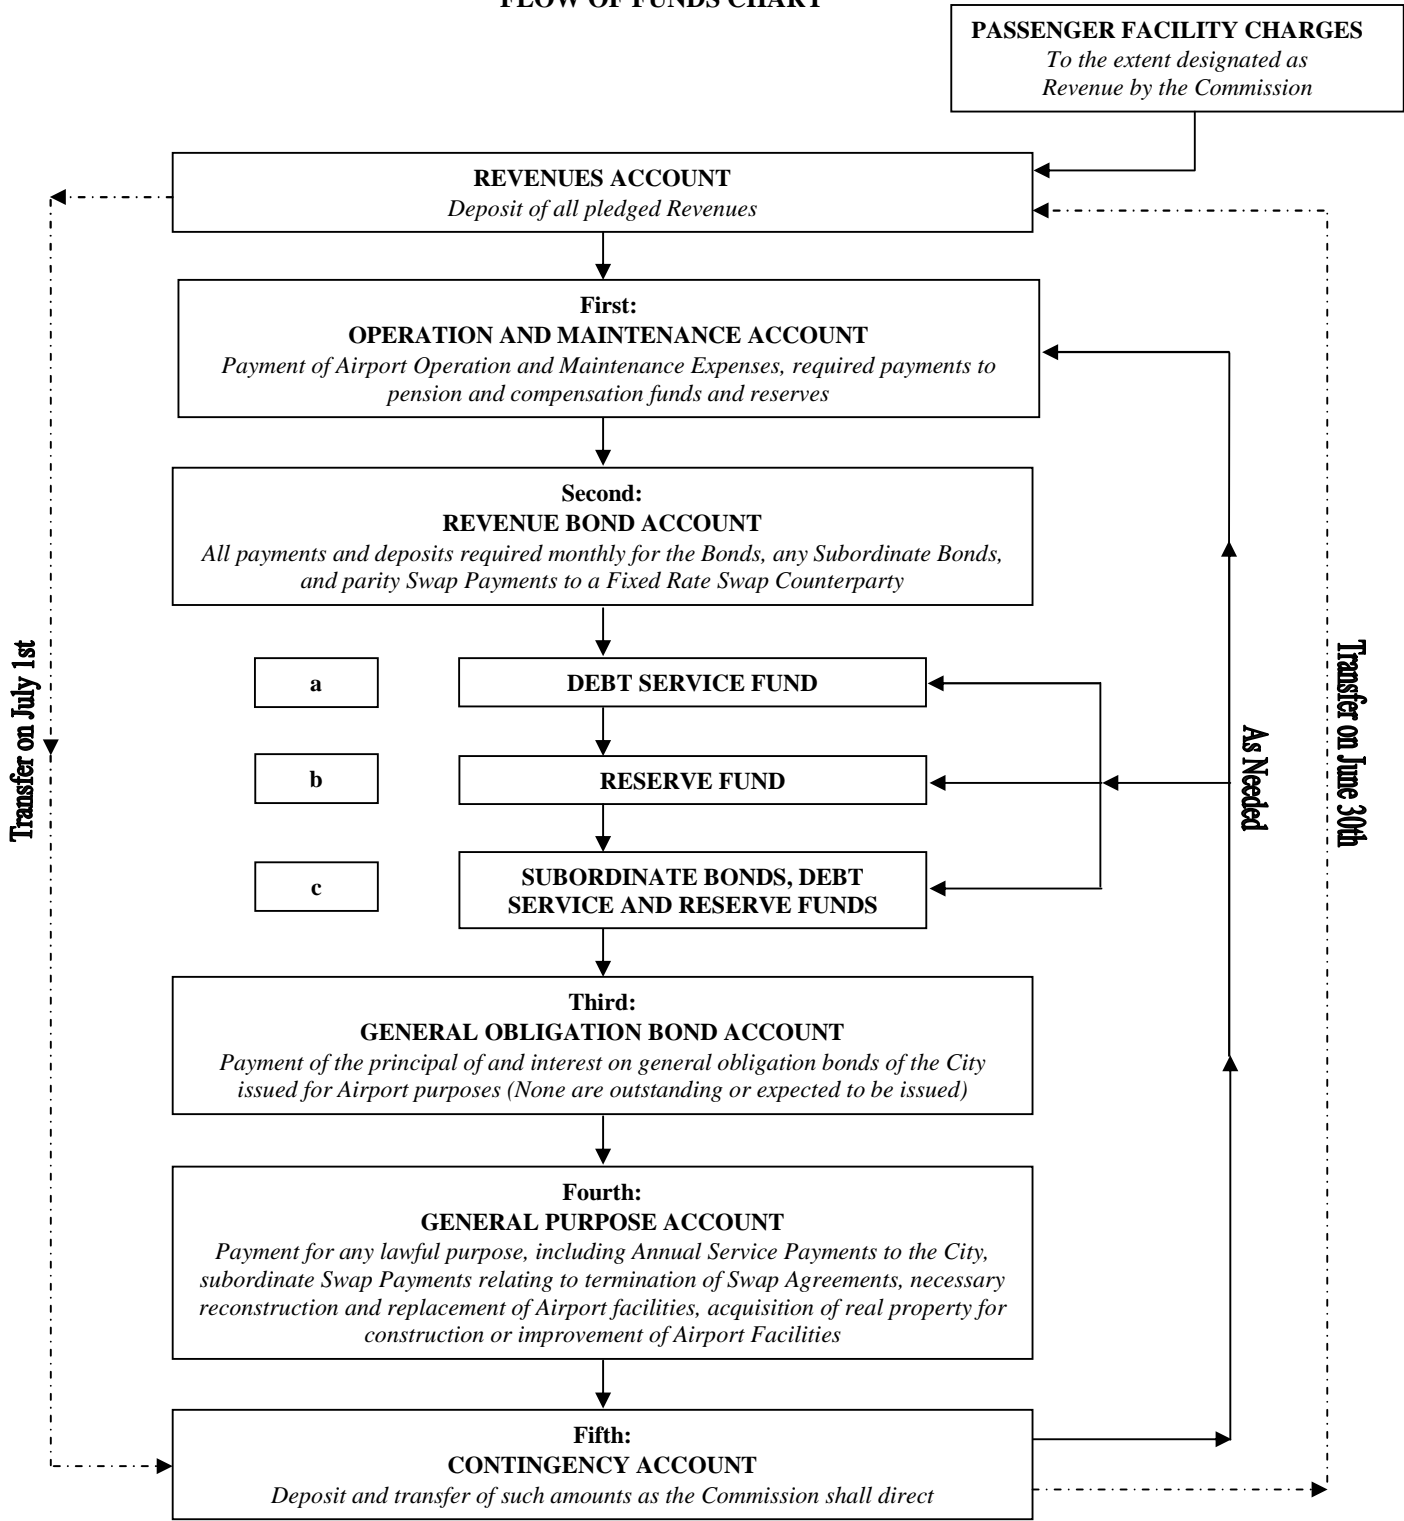 FLOW OF FUNDS CHART
PASSENGER FACILITY CHARGES
To the extent designated as
Revenue by the Commission
REVENUES ACCOUNT
Deposit of all pledged Revenues
First:
OPERATION AND MAINTENANCE ACCOUNT
Payment of Airport Operation and Maintenance Expenses, required payments to
pension and compensation funds and reserves
Second:
REVENUE BOND ACCOUNT
All payments and deposits required monthly for the Bonds, any Subordinate Bonds,
and parity Swap Payments to a Fixed Rate Swap Counterparty
Transfer on July 1st
a
DEBT SERVICE FUND
b
RESERVE FUND
c
SUBORDINATE BONDS, DEBT
SERVICE AND RESERVE FUNDS
As Needed
Transfer on June 30th
Third:
GENERAL OBLIGATION BOND ACCOUNT
Payment of the principal of and interest on general obligation bonds of the City
issued for Airport purposes (None are outstanding or expected to be issued)
Fourth:
GENERAL PURPOSE ACCOUNT
Payment for any lawful purpose, including Annual Service Payments to the City,
subordinate Swap Payments relating to termination of Swap Agreements, necessary
reconstruction and replacement of Airport facilities, acquisition of real property for
construction or improvement of Airport Facilities
Fifth:
CONTINGENCY ACCOUNT
Deposit and transfer of such amounts as the Commission shall direct